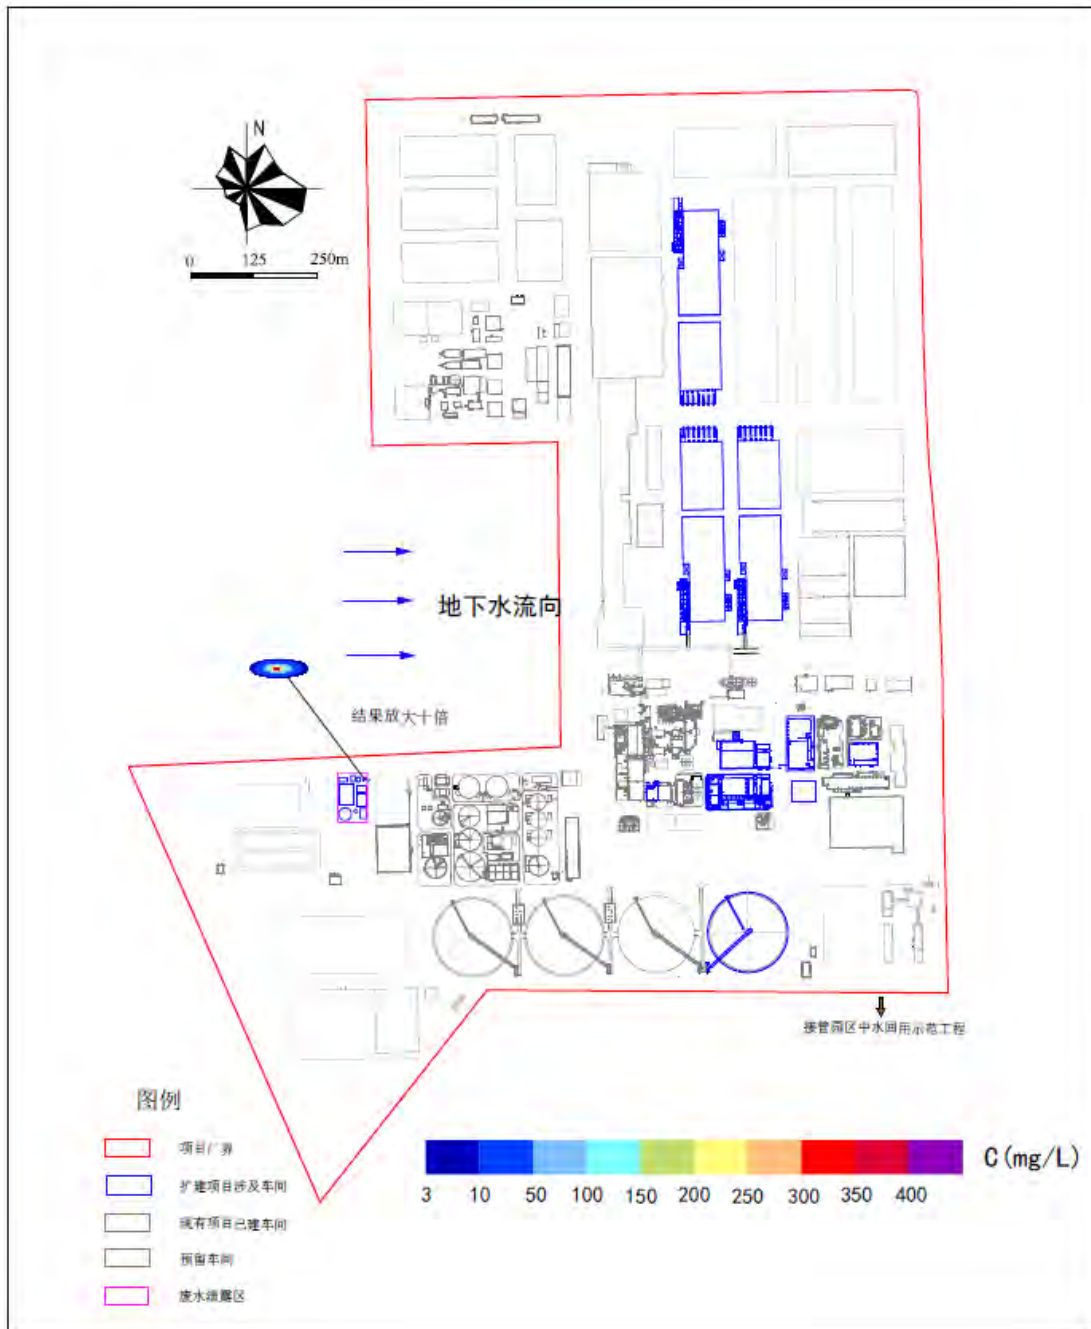 N
0 125 250m
地下水流向
结果放大十倍
接管园区中水回用示范工程
图例
项目厂界
扩建项目涉及车间
现有项目已建车间
预留车间
废水泄露区
C(mg/L)
3 10 50 100 150 200 250 300 350 400